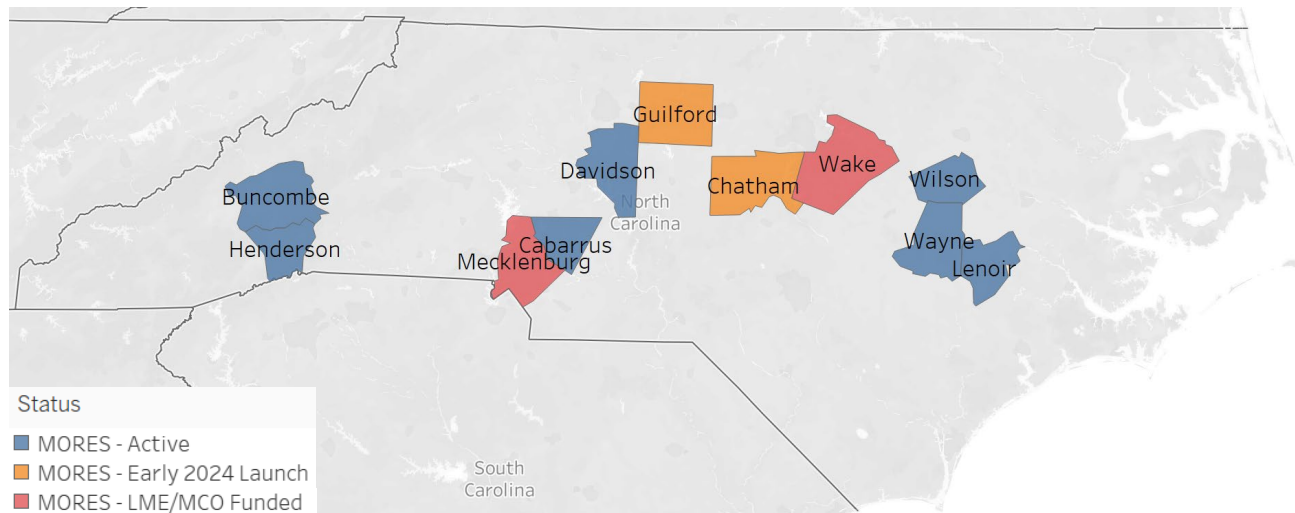 Guilford
Davidson
Chatham
Wake
Wilson
Buncombe
North
Carolina
Henderson
Cabarrus
Mecklenburg
Wayne
Lenoir
Status
MORES - Active
MORES - Early 2024 Launch
MORES - LME/MCO Funded
South
Carolina